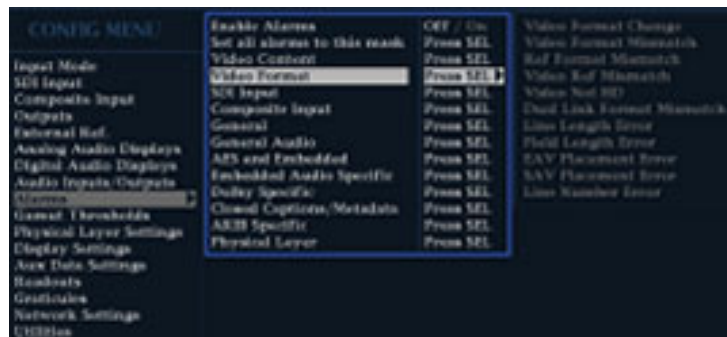 CONFIG MENU
Input Mode
SDI Input
Composite Input
Outputs
External Ref.
Analog Audio Displays
Digital Audio Displays
Audio Inputs/Outputs
Alarms
Gamut Thresholds
Physical Layer Settings
Display Settings
Aux Data Settings
Readouts
Graticules
Network Settings
Utilities
Enable Alarms OFF / On
Set all alarms to this mask Press SEL
Video Content Press SEL
Video Format Press SEL
SDI Input Press SEL
Composite Input Press SEL
General Press SEL
General Audio Press SEL
AES and Embedded Press SEL
Embedded Audio Specific Press SEL
Dolby Specific Press SEL
Closed Captions/Metadata Press SEL
ARIB Specific Press SEL
Physical Layer Press SEL
Video Format Change
Video Format Mismatch
Ref Format Mismatch
Video Ref Mismatch
Video Not HD
Dual Link Format Mismatch
Line Length Error
Field Length Error
EAV Placement Error
SAV Placement Error
Line Number Error